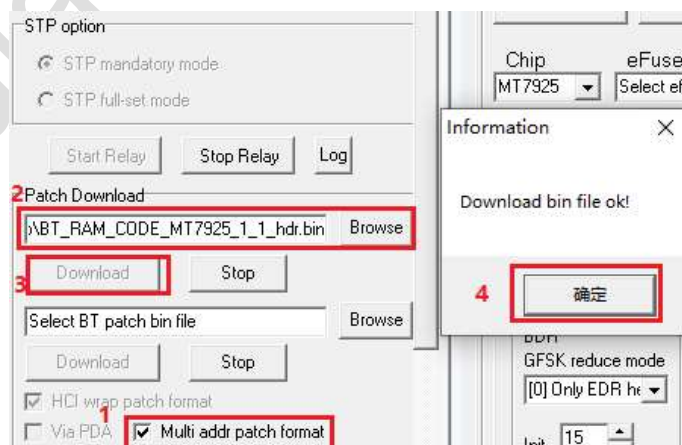 STP option
STP mandatory mode
STP full-set mode
Start Relay
Stop Relay
Log
2
Patch Download
\BT_RAM_CODE_MT7925_1_1_hdr.bin
Browse
3
Download
Stop
Select BT patch bin file
Browse
Download
Stop
HCI wrap patch format
1
Via PDA
Multi addr patch format
Chip
eFuse
MT7925
Select ef
Information
Download bin file ok!
4
确定
GFSK reduce mode
[0] Only EDR he
Init
15